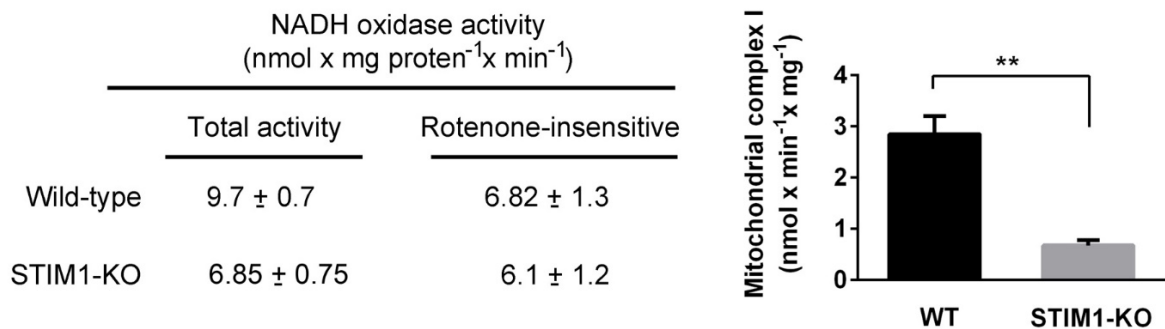 NADH oxidase activity
(nmol x mg proten⁻¹x min⁻¹)
Total activity Rotenone-insensitive
Wild-type 9.7 ± 0.7 6.82 ± 1.3
STIM1-KO 6.85 ± 0.75 6.1 ± 1.2
Mitochondrial complex I
(nmol x min⁻¹x mg⁻¹)
**
4
3
2
1
0
WT STIM1-KO